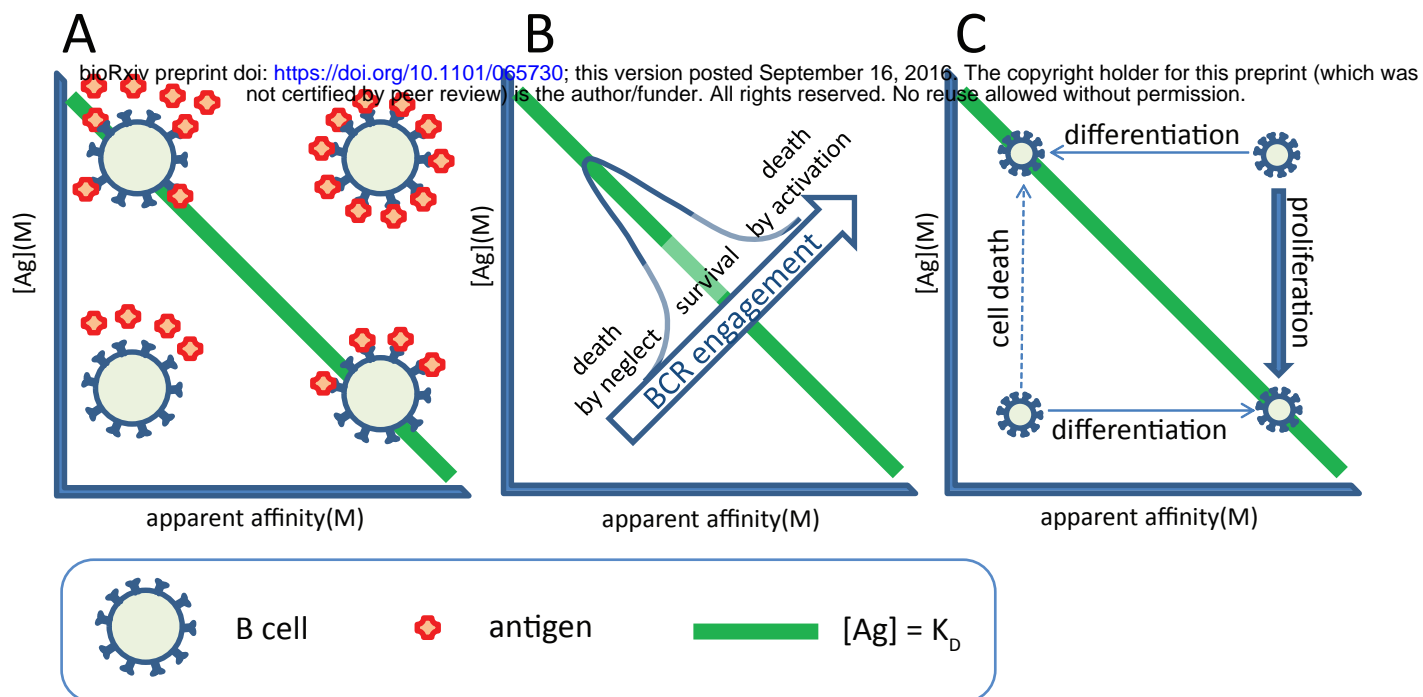 A
B
C
bioRxiv preprint doi: https://doi.org/10.1101/065730; this version posted September 16, 2016. The copyright holder for this preprint (which was
not certified by peer review) is the author/funder. All rights reserved. No reuse allowed without permission.
[Ag](M)
apparent affinity(M)
[Ag](M)
death
by neglect
survival
death
by activation
BCR engagement
apparent affinity(M)
[Ag](M)
differentiation
cell death
proliferation
differentiation
apparent affinity(M)
B cell
antigen
[Ag] = KD